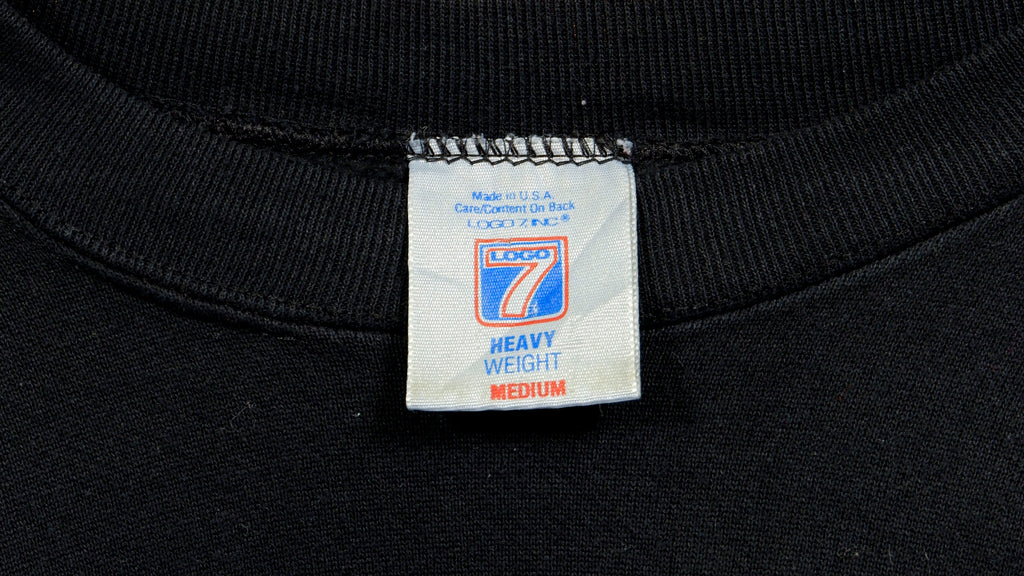 Made in U.S.A.
Care/Content On Back
LOGO 7, INC®
LOGO
7
HEAVY
WEIGHT
MEDIUM